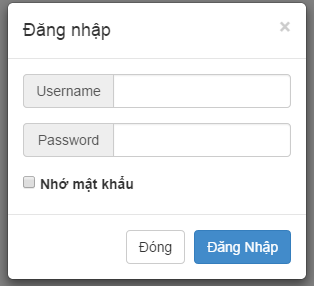 Đăng nhập ×
Username
Password
Nhớ mật khẩu
Đóng Đăng Nhập